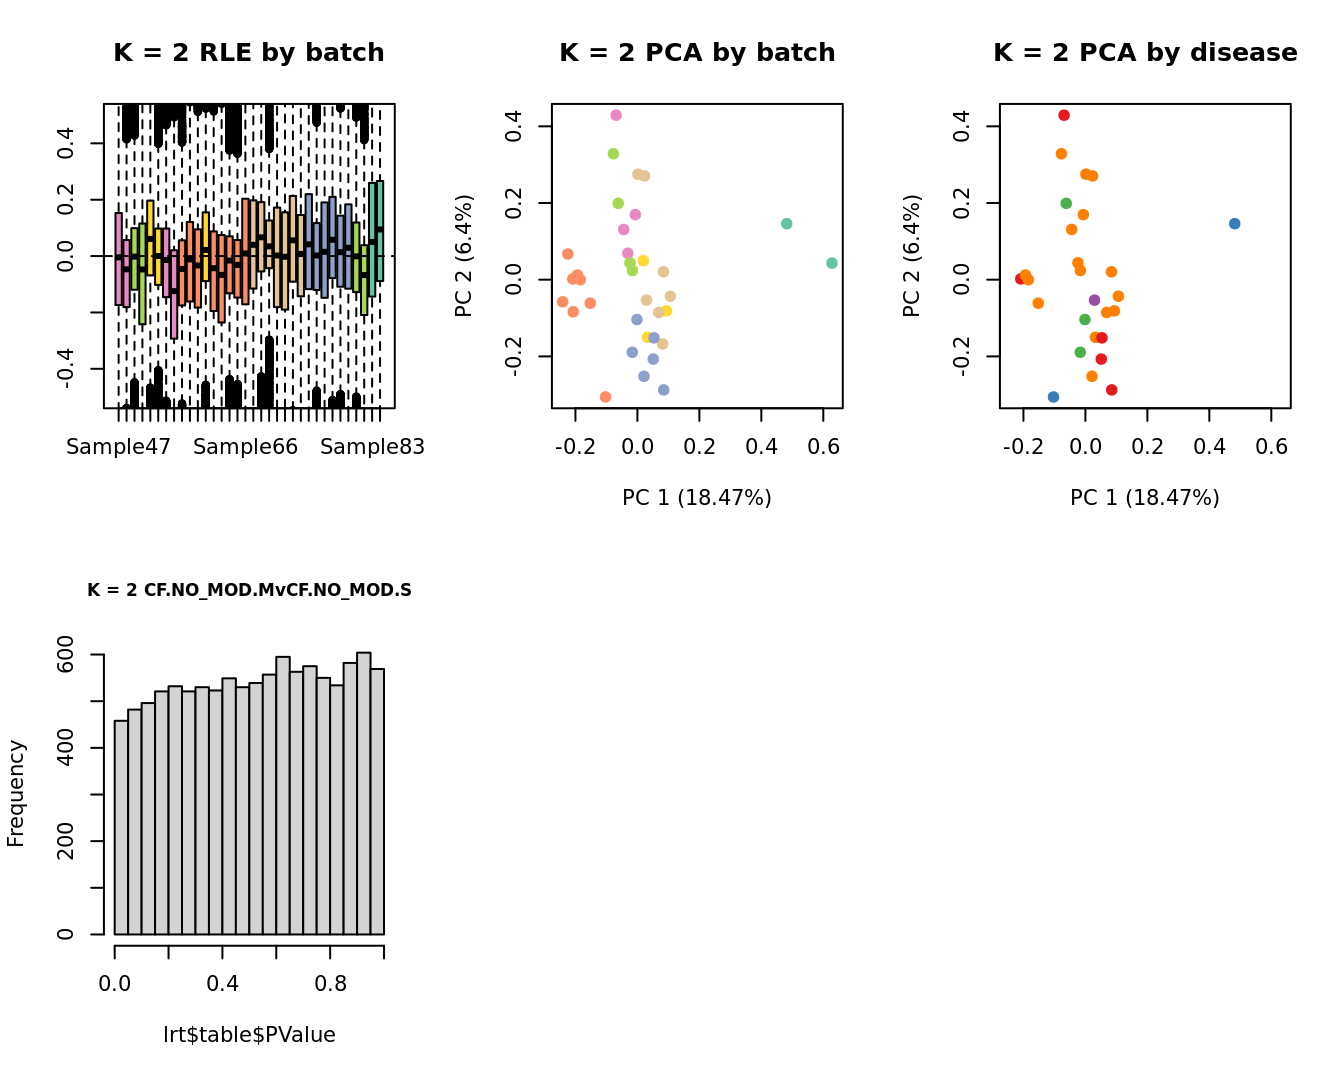 K = 2 RLE by batch
0.4
0.2
0.0
-0.4
Sample47 Sample66 Sample83
K = 2 PCA by batch
PC 2 (6.4%)
0.4
0.2
0.0
-0.2
-0.2 0.0 0.2 0.4 0.6
PC 1 (18.47%)
K = 2 PCA by disease
PC 2 (6.4%)
0.4
0.2
0.0
-0.2
-0.2 0.0 0.2 0.4 0.6
PC 1 (18.47%)
K = 2 CF.NO_MOD.MvCF.NO_MOD.S
Frequency
600
400
200
0
0.0 0.4 0.8
lrt$table$PValue